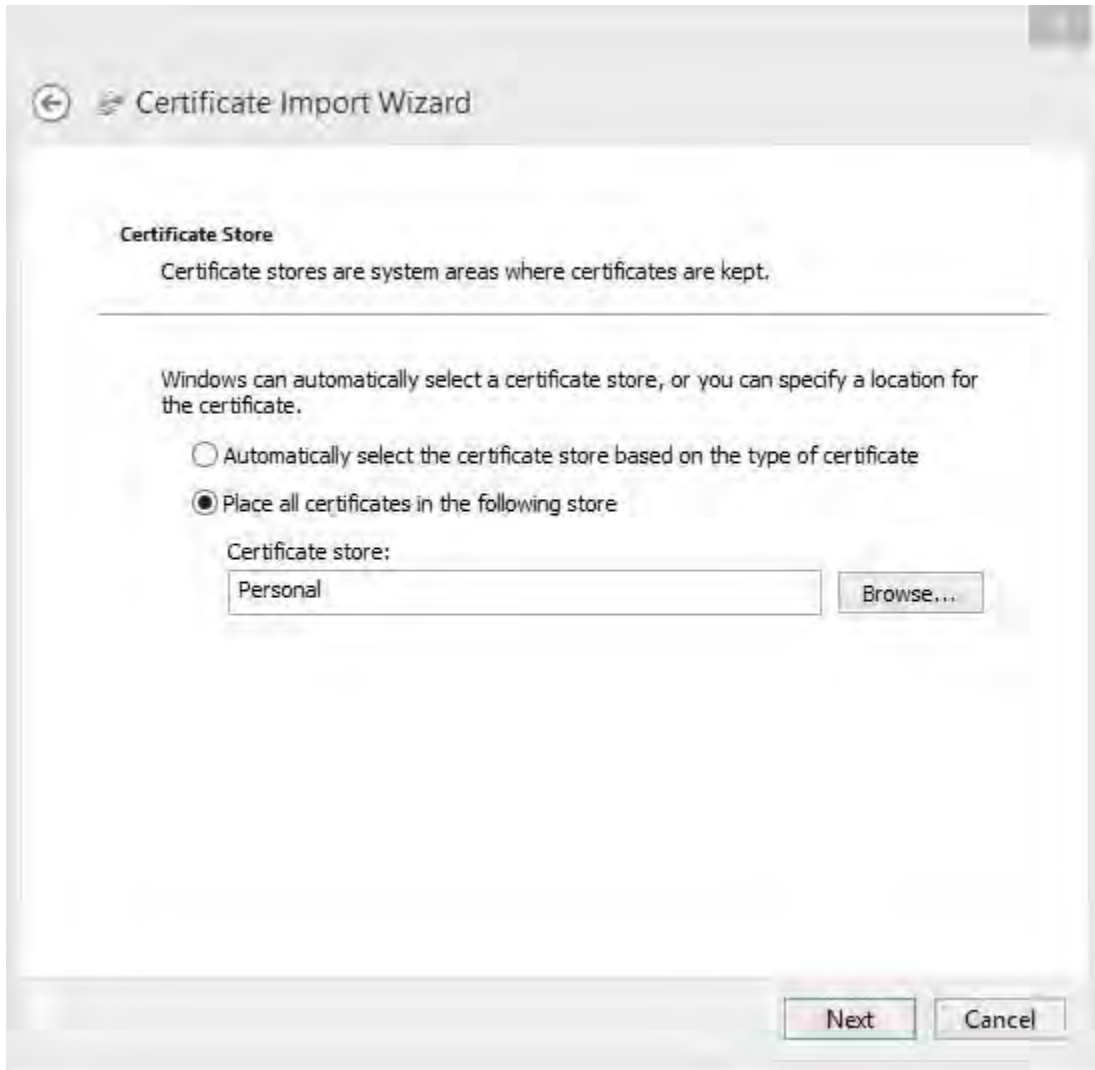 Certificate Import Wizard
Certificate Store
Certificate stores are system areas where certificates are kept.
Windows can automatically select a certificate store, or you can specify a location for
the certificate.
Automatically select the certificate store based on the type of certificate
Place all certificates in the following store
Certificate store:
Personal
Browse...
Next
Cancel